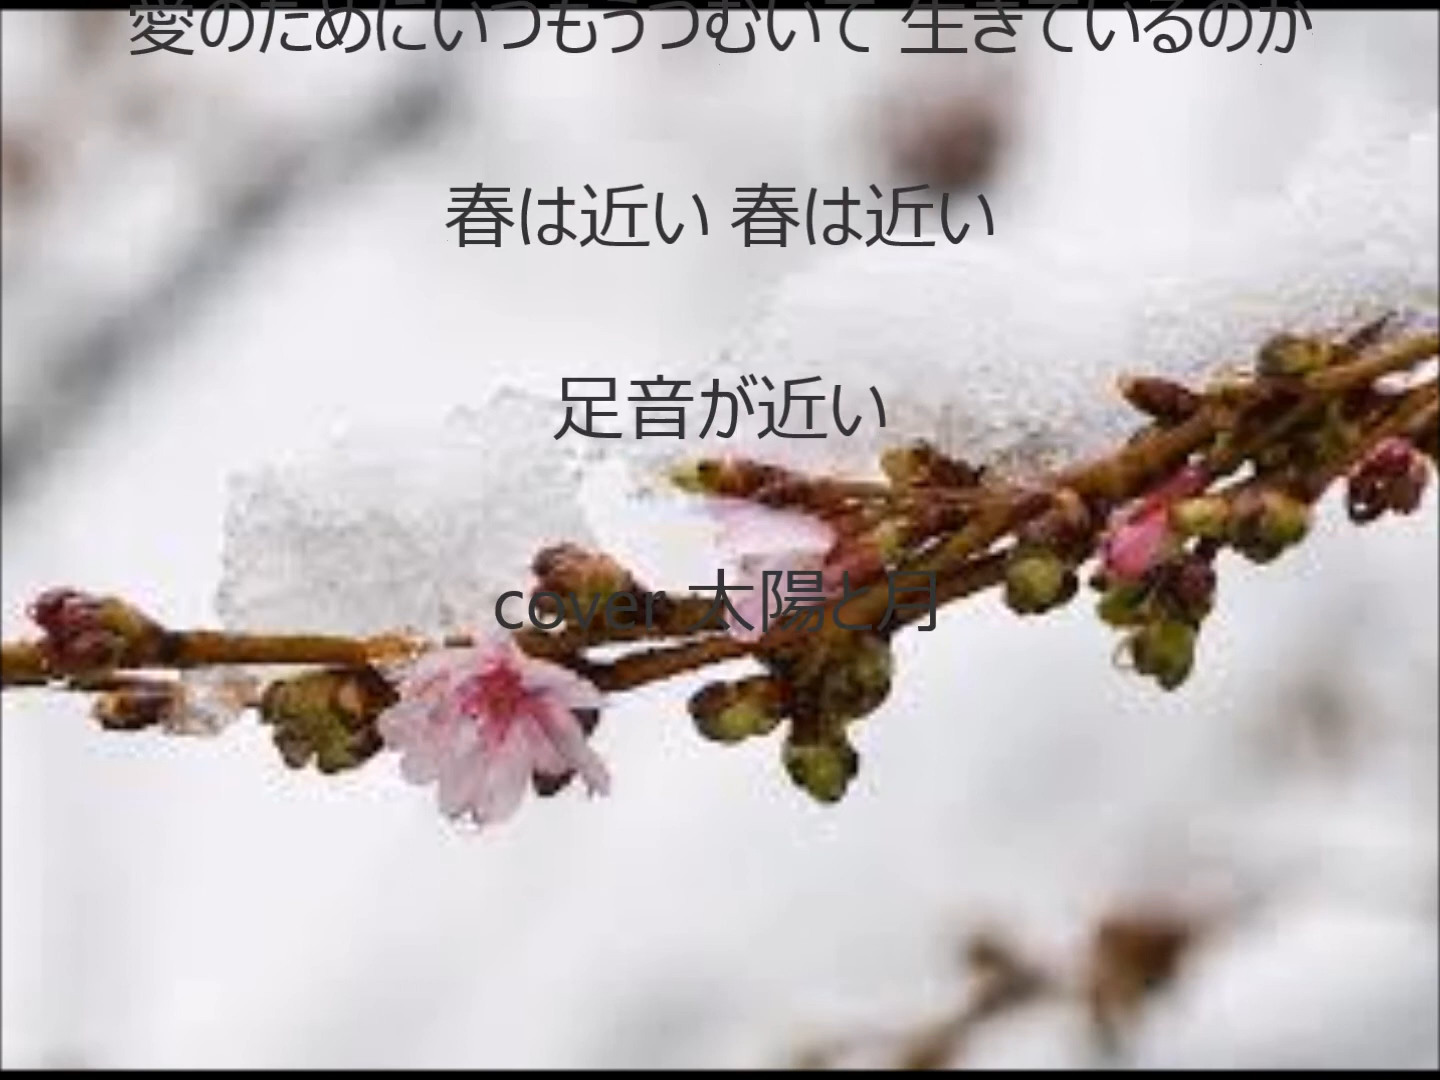 愛のためにいつもうつむいて 生きているのか
春は近い 春は近い
足音が近い
cover 太陽と月